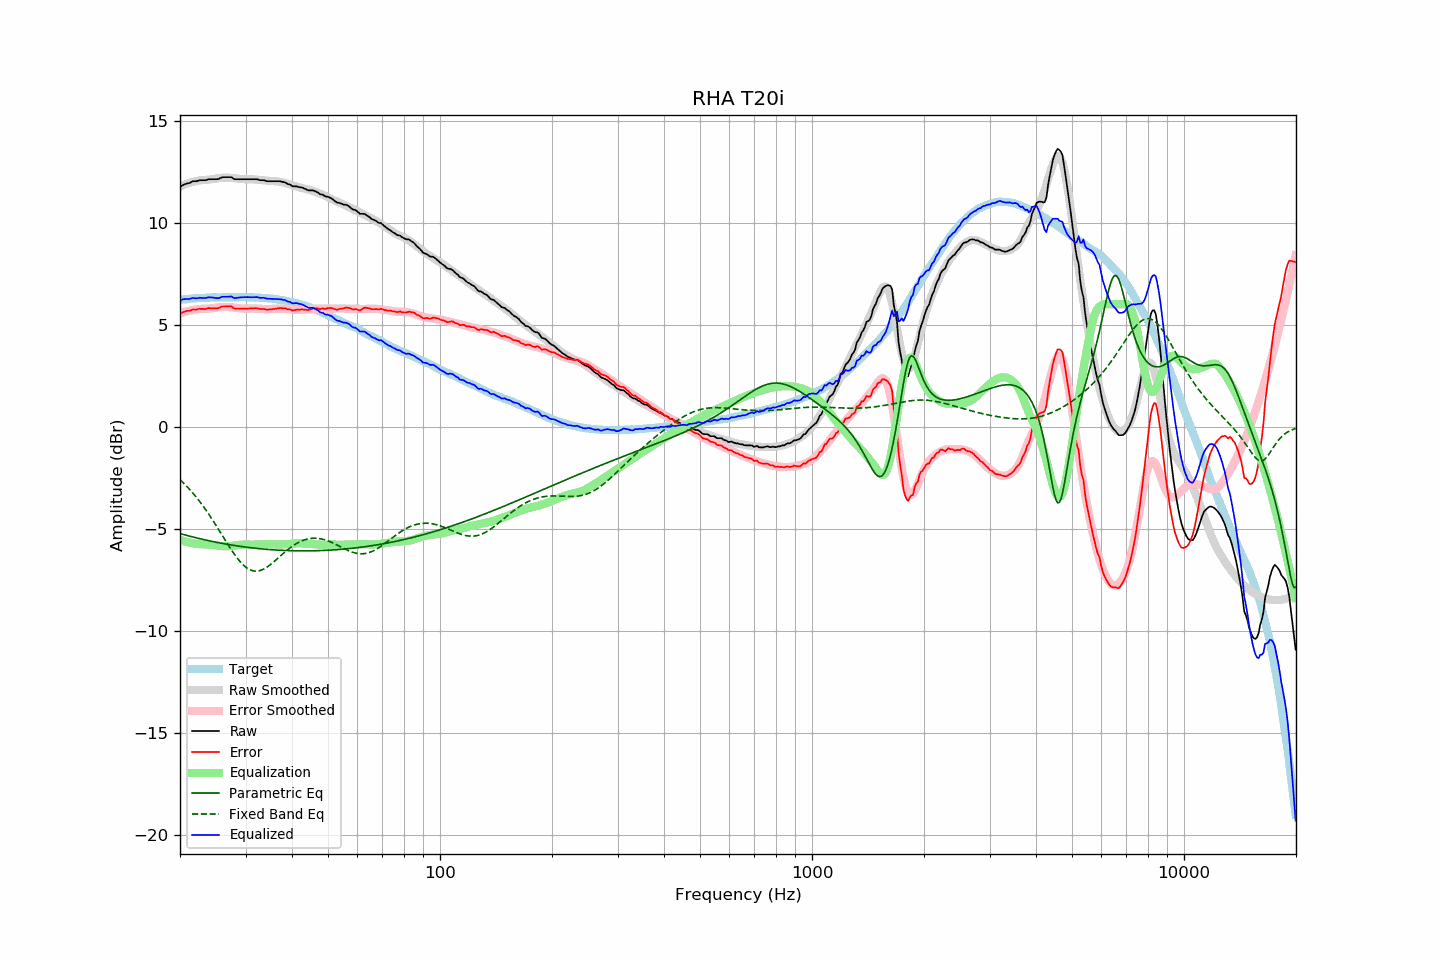 RHA T20i
Amplitude (dBr)
15
10
5
0
−5
−10
−15
−20
Target
Raw Smoothed
Error Smoothed
Raw
Error
Equalization
Parametric Eq
Fixed Band Eq
Equalized
100
1000
10000
Frequency (Hz)